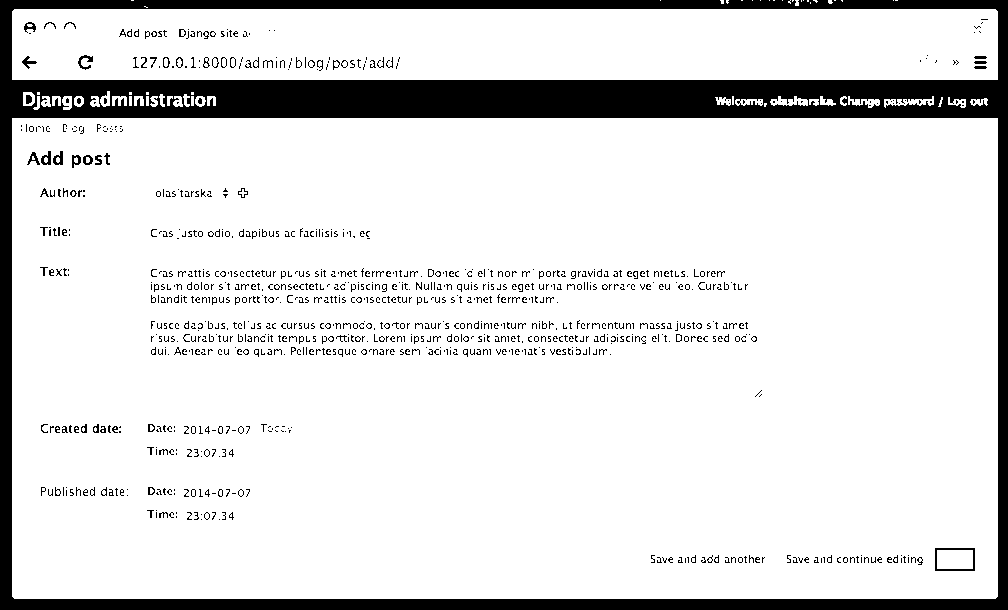 Add post Django site a
127.0.0.1:8000/admin/blog/post/add/ »
Django administration
Welcome, olasitarska. Change password / Log out
Home Blog Posts
Add post
Author: olasitarska
Title: Cras justo odio, dapibus ac facilisis in, eg
Text: Cras mattis consectetur purus sit amet fermentum. Donec id elit non mi porta gravida at eget metus. Lorem
ipsum dolor sit amet, consectetur adipiscing elit. Nullam quis risus eget urna mollis ornare vel eu leo. Curabitur
blandit tempus porttitor. Cras mattis consectetur purus sit amet fermentum.
Fusce dapibus, tellus ac cursus commodo, tortor mauris condimentum nibh, ut fermentum massa justo sit amet
risus. Curabitur blandit tempus porttitor. Lorem ipsum dolor sit amet, consectetur adipiscing elit. Donec sed odio
dui. Aenean eu leo quam. Pellentesque ornare sem lacinia quam venenatis vestibulum.
Created date: Date: 2014-07-07 Today
Time: 23:07:34
Published date: Date: 2014-07-07
Time: 23:07:34
Save and add another Save and continue editing